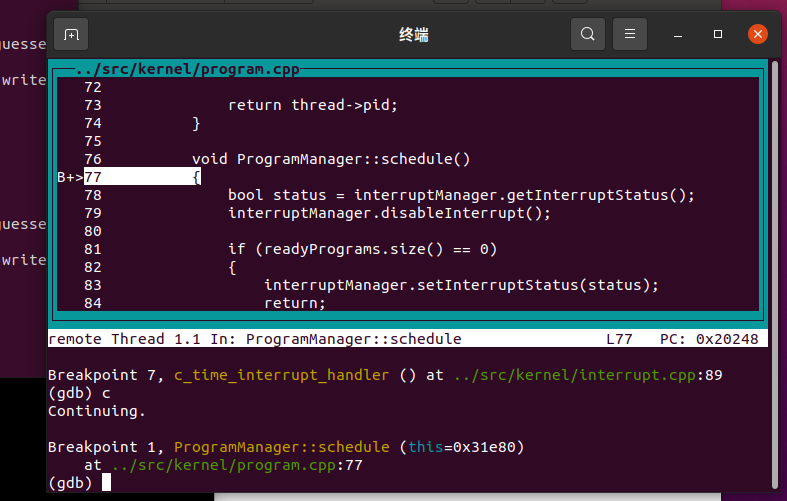 终端
uesse
write
uesse
write
../src/kernel/program.cpp
72
73 return thread->pid;
74 }
75
76 void ProgramManager::schedule()
B+>77 {
78 bool status = interruptManager.getInterruptStatus();
79 interruptManager.disableInterrupt();
80
81 if (readyPrograms.size() == 0)
82 {
83 interruptManager.setInterruptStatus(status);
84 return;
remote Thread 1.1 In: ProgramManager::schedule L77 PC: 0x20248
Breakpoint 7, c_time_interrupt_handler () at ../src/kernel/interrupt.cpp:89
(gdb) c
Continuing.
Breakpoint 1, ProgramManager::schedule (this=0x31e80)
at ../src/kernel/program.cpp:77
(gdb)